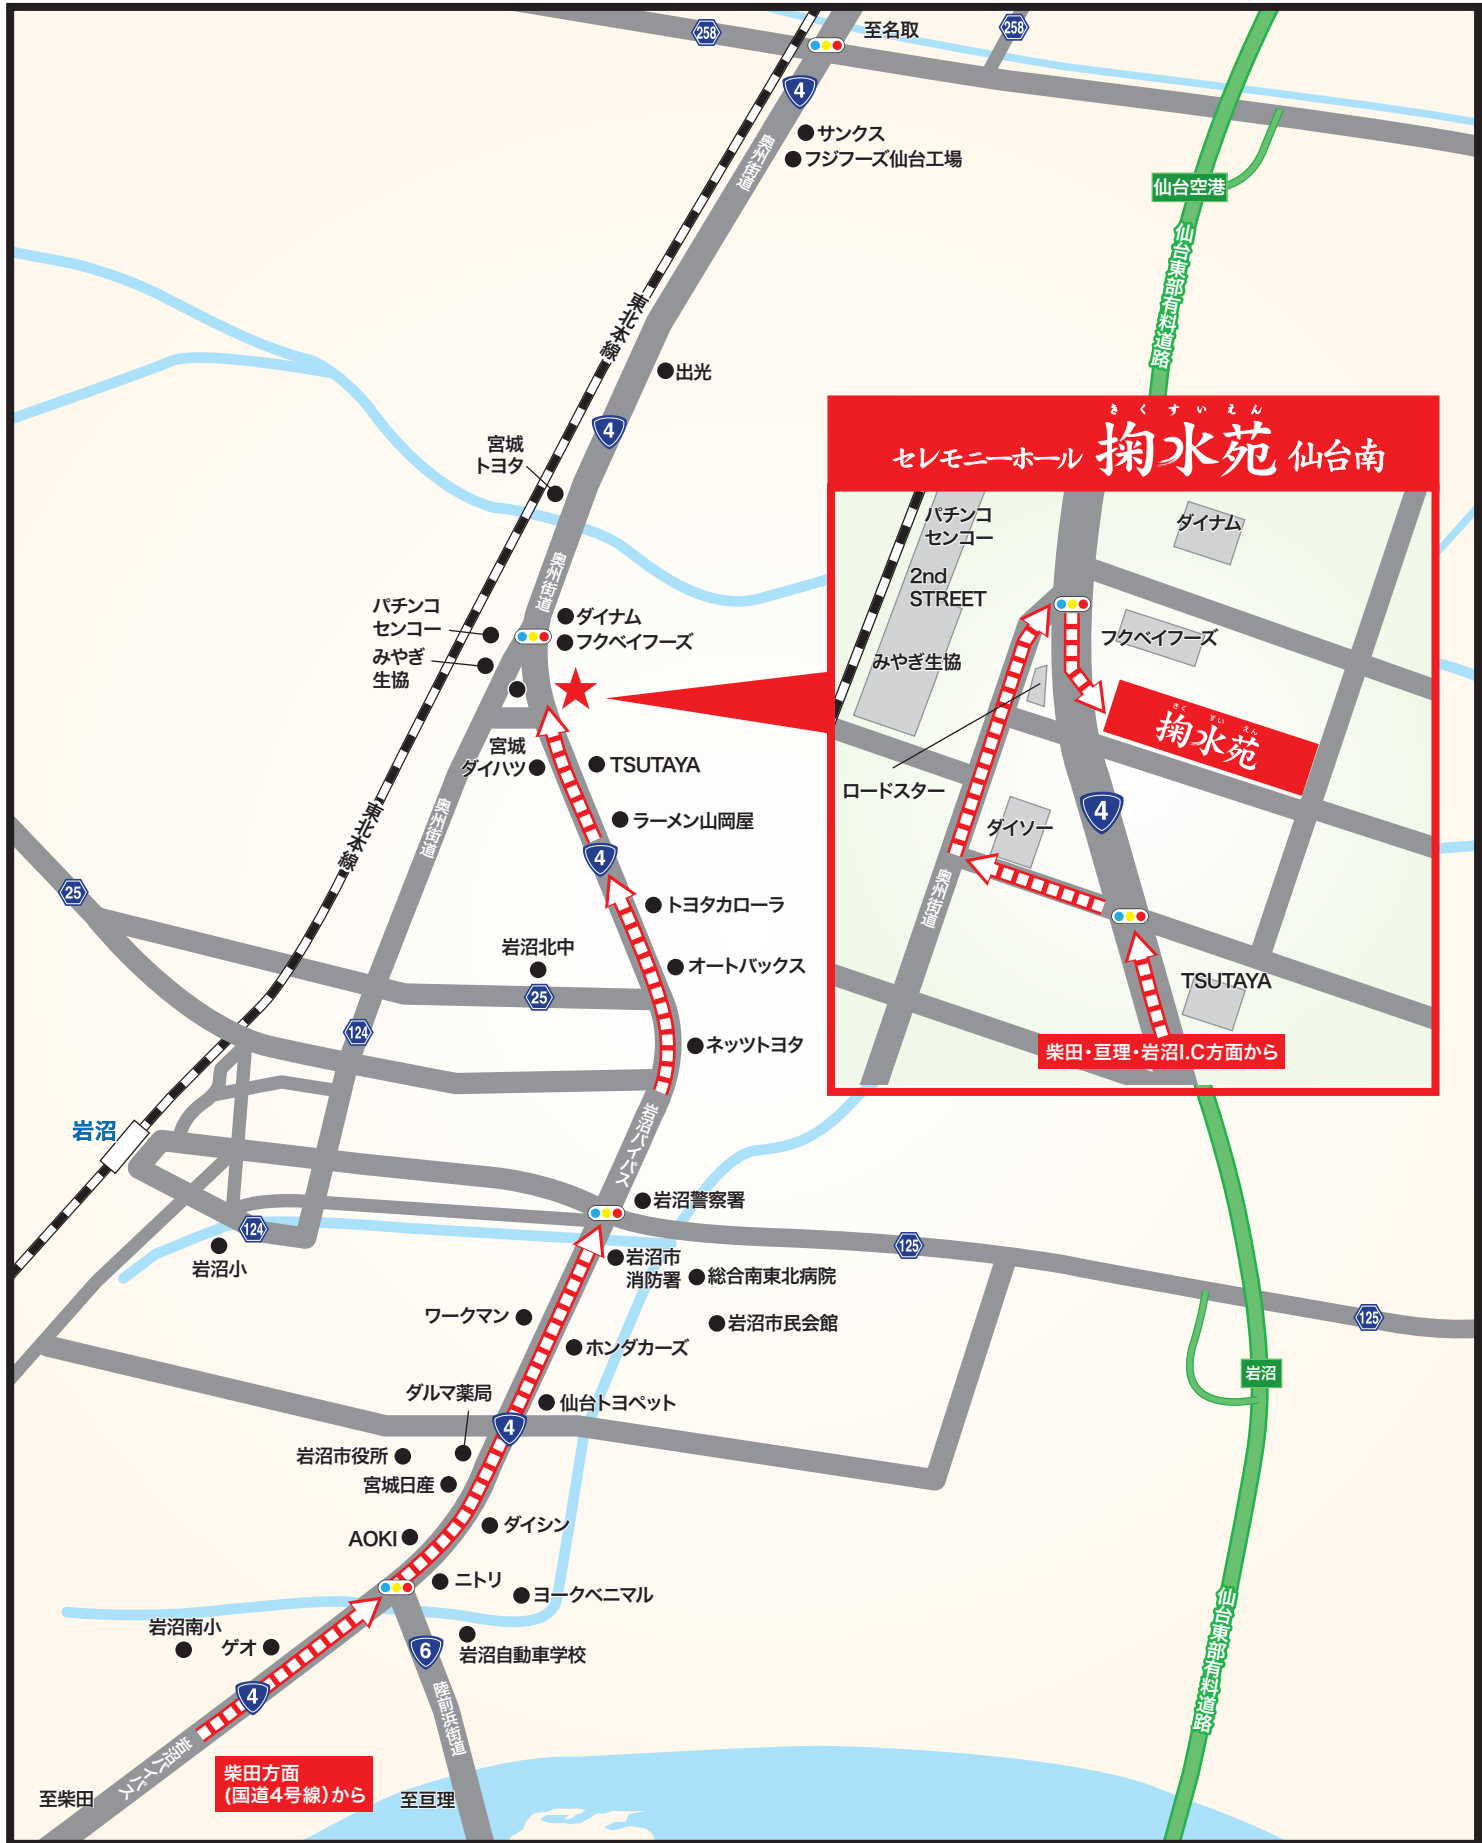 258
至名取
258
4
サンクス
フジフーズ仙台工場
奥州街道
仙台空港
仙台東部有料道路
東北本線
出光
4
宮城
トヨタ
奥州街道
パチンコ
センコー
みやぎ
生協
ダイナム
フクベイフーズ
宮城
ダイハツ
TSUTAYA
ラーメン山岡屋
奥州街道
東北本線
4
25
トヨタカローラ
岩沼北中
オートバックス
25
124
ネッツトヨタ
岩沼
岩沼バイパス
岩沼警察署
124
岩沼小
125
岩沼市
消防署
総合南東北病院
ワークマン
岩沼市民会館
125
ホンダカーズ
岩沼
ダルマ薬局
仙台トヨペット
4
岩沼市役所
宮城日産
ダイシン
AOKI
ニトリ
ヨークベニマル
岩沼南小
ゲオ
岩沼自動車学校
6
4
陸前浜街道
仙台東部有料道路
岩沼バイパス
柴田方面
(国道4号線)から
至柴田
至亘理
きくすいえん
セレモニーホール 掬水苑 仙台南
パチンコ
センコー
ダイナム
2nd
STREET
フクベイフーズ
みやぎ生協
きく すい えん
掬水苑
ロードスター
4
ダイソー
奥州街道
TSUTAYA
柴田・亘理・岩沼I.C方面から